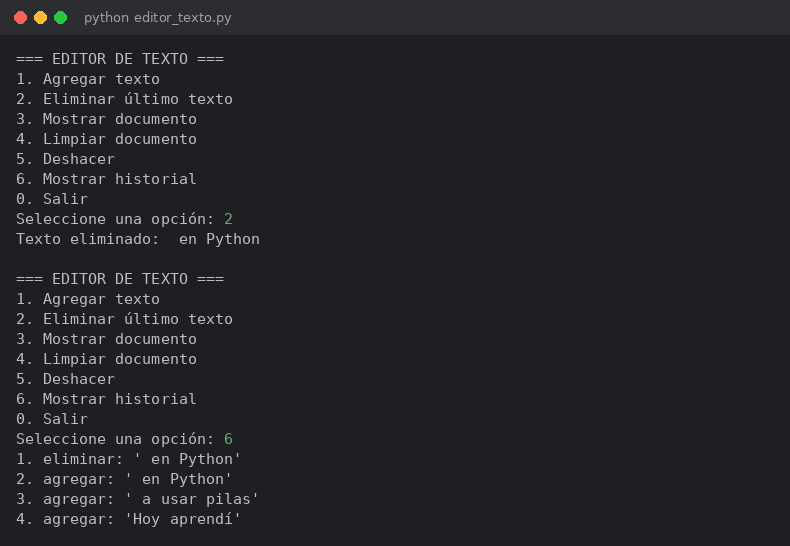 python editor_texto.py
=== EDITOR DE TEXTO ===
1. Agregar texto
2. Eliminar último texto
3. Mostrar documento
4. Limpiar documento
5. Deshacer
6. Mostrar historial
0. Salir
Seleccione una opción: 2
Texto eliminado:  en Python

=== EDITOR DE TEXTO ===
1. Agregar texto
2. Eliminar último texto
3. Mostrar documento
4. Limpiar documento
5. Deshacer
6. Mostrar historial
0. Salir
Seleccione una opción: 6
1. eliminar: ' en Python'
2. agregar: ' en Python'
3. agregar: ' a usar pilas'
4. agregar: 'Hoy aprendí'